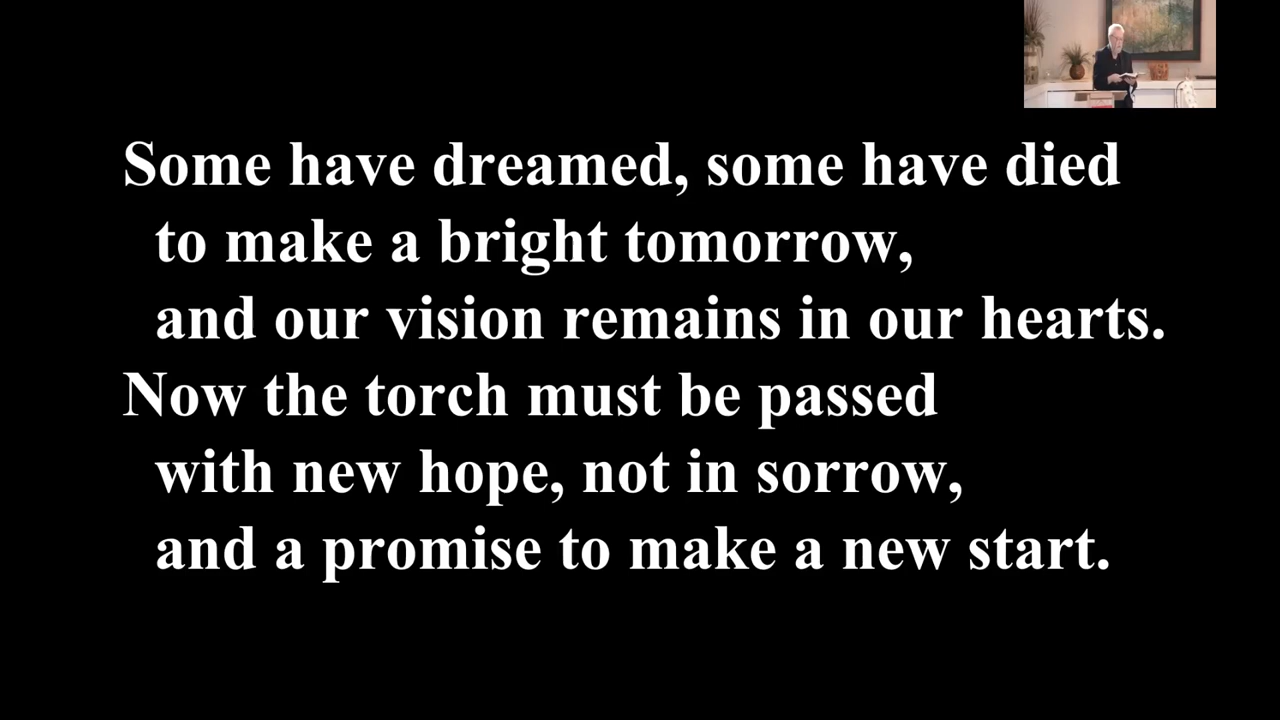 Some have dreamed, some have died
to make a bright tomorrow,
and our vision remains in our hearts.
Now the torch must be passed
with new hope, not in sorrow,
and a promise to make a new start.